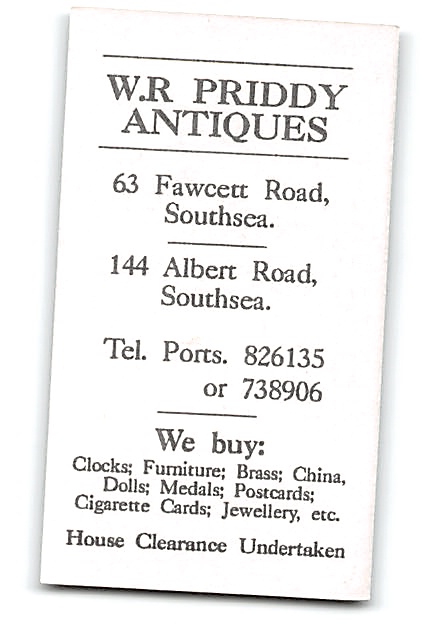 W.R PRIDDY
ANTIQUES
63 Fawcett Road,
Southsea.
144 Albert Road,
Southsea.
Tel. Ports. 826135
or 738906
We buy:
Clocks; Furniture; Brass; China,
Dolls; Medals; Postcards;
Cigarette Cards; Jewellery, etc.
House Clearance Undertaken